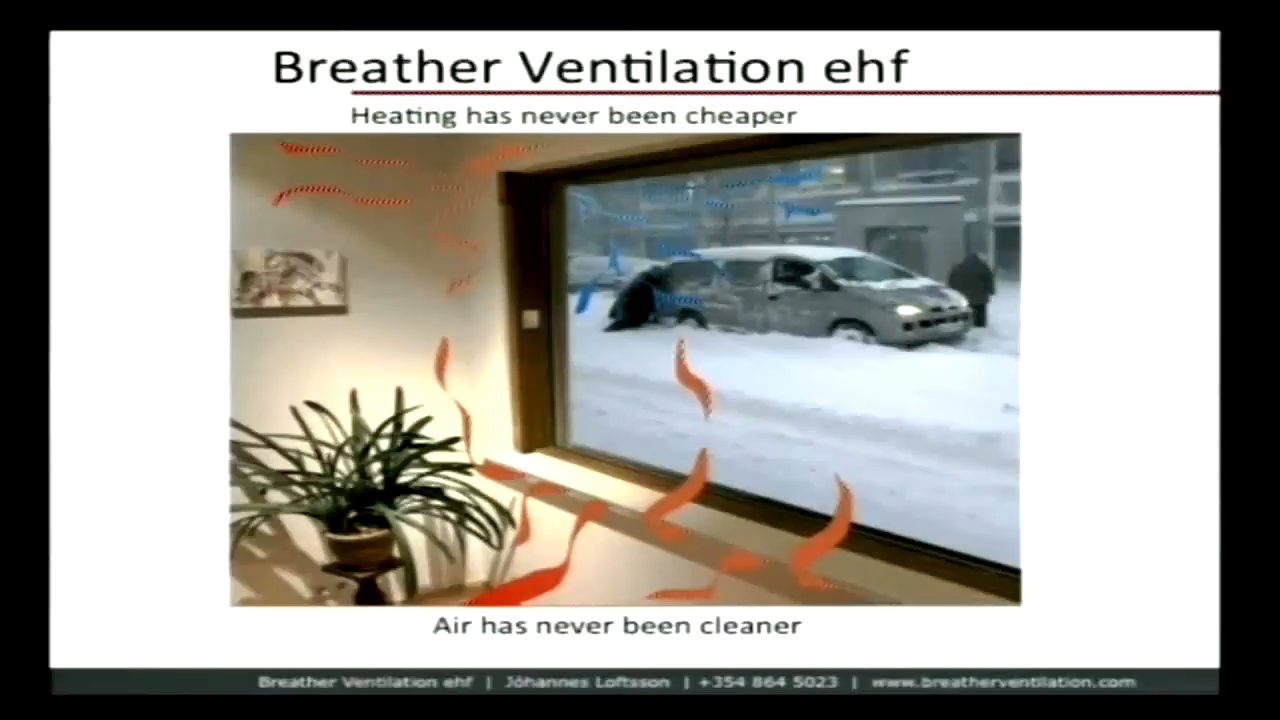 Breather Ventilation ehf
Heating has never been cheaper
Air has never been cleaner
Breather Ventilation ehf | Jóhannes Loftsson | +354 864 5023 | www.breatherventilation.com